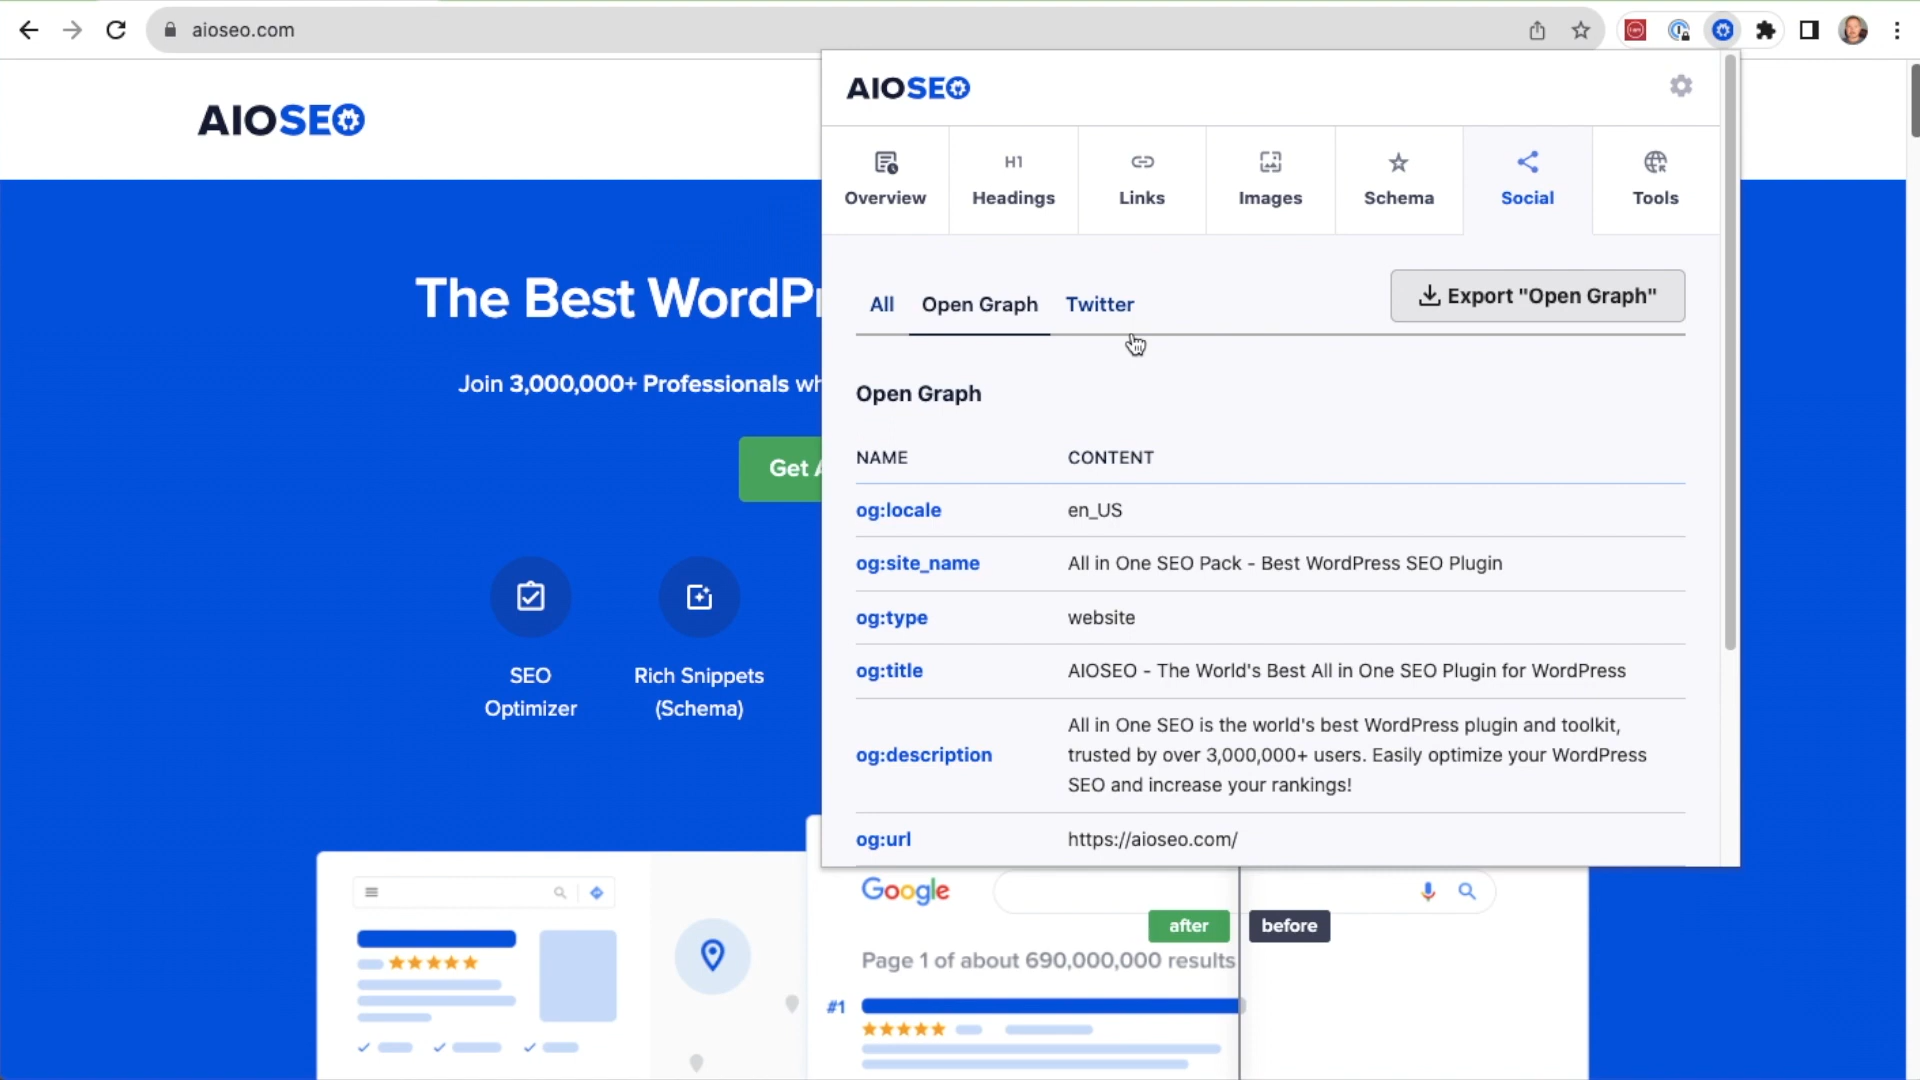 aioseo.com
AIOSEO
The Best WordPr
Join 3,000,000+ Professionals wh
Get A
SEO
Optimizer
Rich Snippets
(Schema)
AIOSEO
Overview
H1
Headings
Links
Images
Schema
Social
Tools
All
Open Graph
Twitter
Export "Open Graph"
Open Graph
NAME CONTENT
og:locale en_US
og:site_name All in One SEO Pack - Best WordPress SEO Plugin
og:type website
og:title AIOSEO - The World's Best All in One SEO Plugin for WordPress
og:description All in One SEO is the world's best WordPress plugin and toolkit,
trusted by over 3,000,000+ users. Easily optimize your WordPress
SEO and increase your rankings!
og:url https://aioseo.com/
Google
after
before
Page 1 of about 690,000,000 results
#1